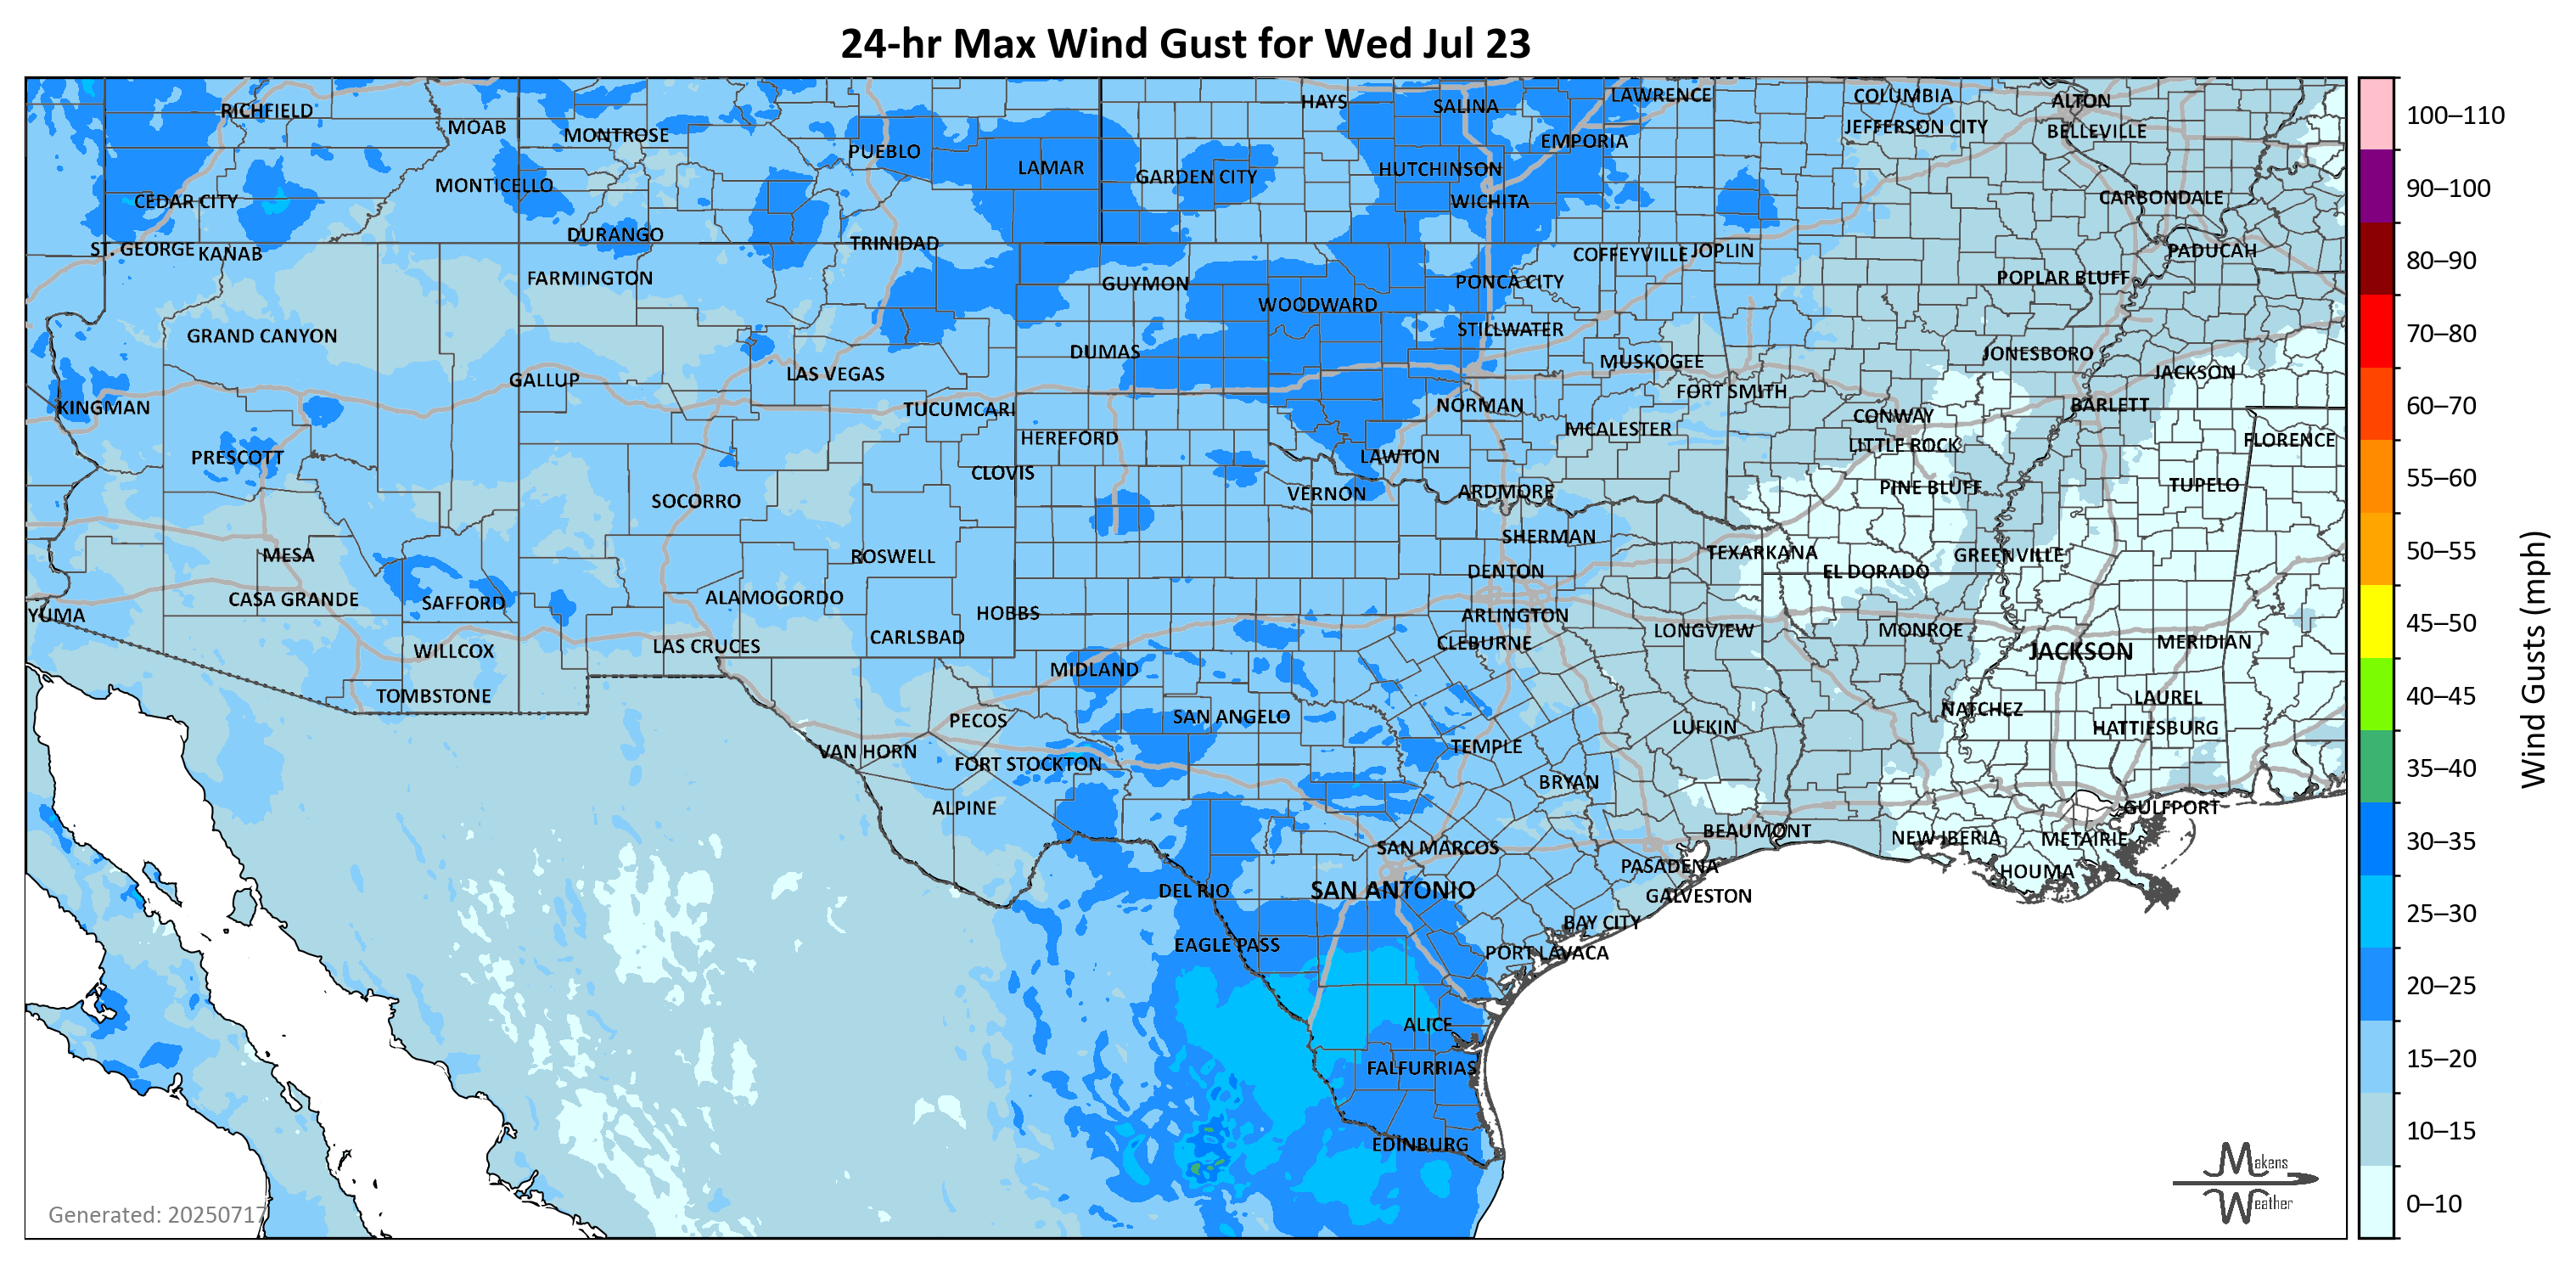 24-hr Max Wind Gust for Wed Jul 23
RICHFIELD
MOAB
MONTROSE
PUEBLO
LAMAR
HAYS
SALINA
LAWRENCE
COLUMBIA
ALTON
JEFFERSON CITY
BELLEVILLE
EMPORIA
HUTCHINSON
GARDEN CITY
MONTICELLO
CEDAR CITY
WICHITA
CARBONDALE
ST. GEORGE
KANAB
DURANGO
TRINIDAD
COFFEYVILLE
JOPLIN
PADUCAH
FARMINGTON
GUYMON
PONCA CITY
POPLAR BLUFF
WOODWARD
GRAND CANYON
STILLWATER
DUMAS
MUSKOGEE
JONESBORO
JACKSON
GALLUP
LAS VEGAS
FORT SMITH
KINGMAN
TUCUMCARI
NORMAN
BARLETT
CONWAY
HEREFORD
MCALESTER
LITTLE ROCK
FLORENCE
PRESCOTT
LAWTON
CLOVIS
SOCORRO
VERNON
ARDMORE
PINE BLUFF
TUPELO
SHERMAN
MESA
ROSWELL
TEXARKANA
GREENVILLE
DENTON
EL DORADO
CASA GRANDE
SAFFORD
ALAMOGORDO
YUMA
HOBBS
ARLINGTON
LONGVIEW
MONROE
CARLSBAD
CLEBURNE
MERIDIAN
WILLCOX
LAS CRUCES
JACKSON
MIDLAND
TOMBSTONE
LAUREL
NATCHEZ
PECOS
SAN ANGELO
LUFKIN
HATTIESBURG
VAN HORN
TEMPLE
FORT STOCKTON
BRYAN
ALPINE
GULFPORT
BEAUMONT
NEW IBERIA
METAIRIE
SAN MARCOS
PASADENA
HOUMA
DEL RIO
SAN ANTONIO
GALVESTON
BAY CITY
EAGLE PASS
PORT LAVACA
ALICE
FALFURRIAS
EDINBURG
Generated: 20250717
Makens
Weather
100–110
90–100
80–90
70–80
60–70
55–60
50–55
45–50
40–45
35–40
30–35
25–30
20–25
15–20
10–15
0–10
Wind Gusts (mph)